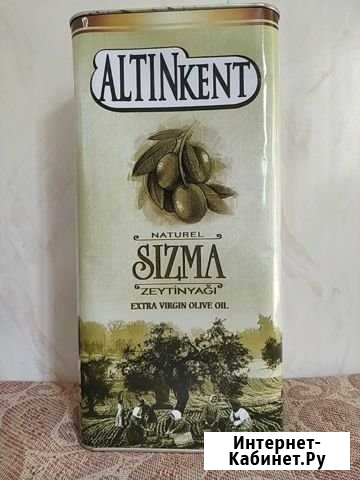 ALTINKENT
NATUREL
SIZMA
ZEYTİNYAĞI
EXTRA VIRGIN OLIVE OIL
Интернет-
Кабинет.Ру